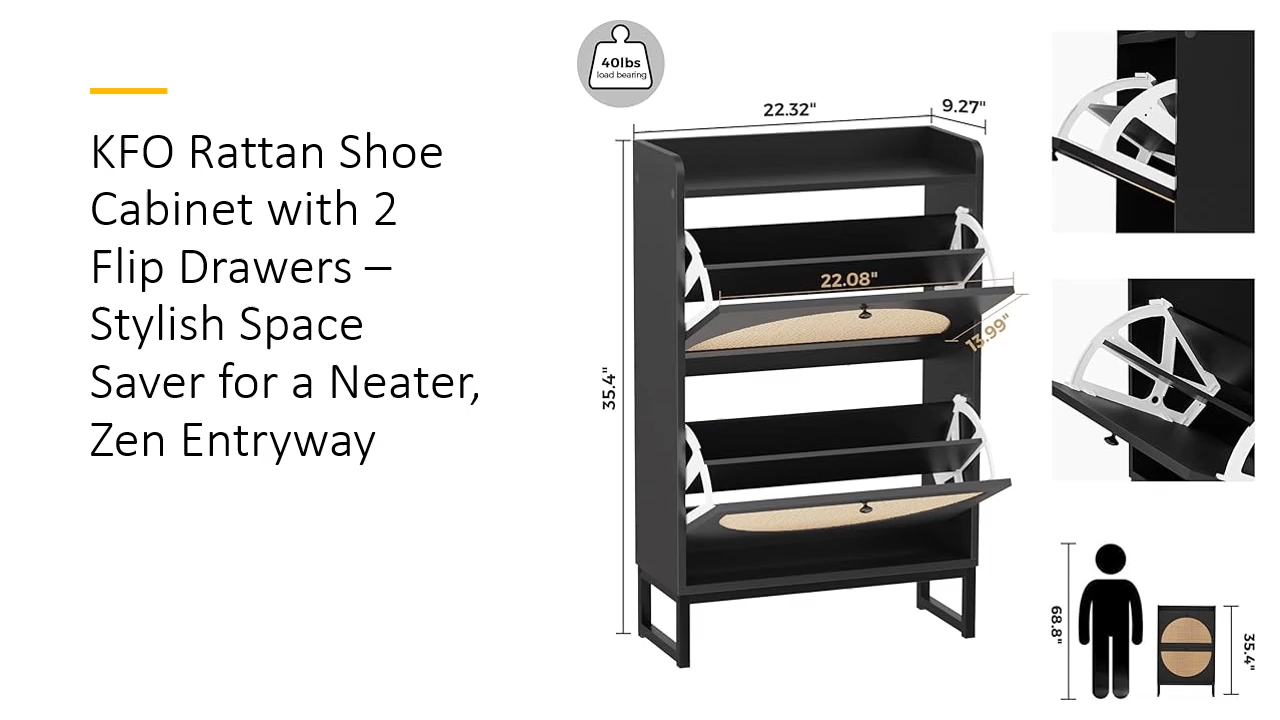 KFO Rattan Shoe
Cabinet with 2
Flip Drawers –
Stylish Space
Saver for a Neater,
Zen Entryway
40lbs
load bearing
22.32"
9.27"
22.08"
13.99"
35.4"
68.8"
35.4"